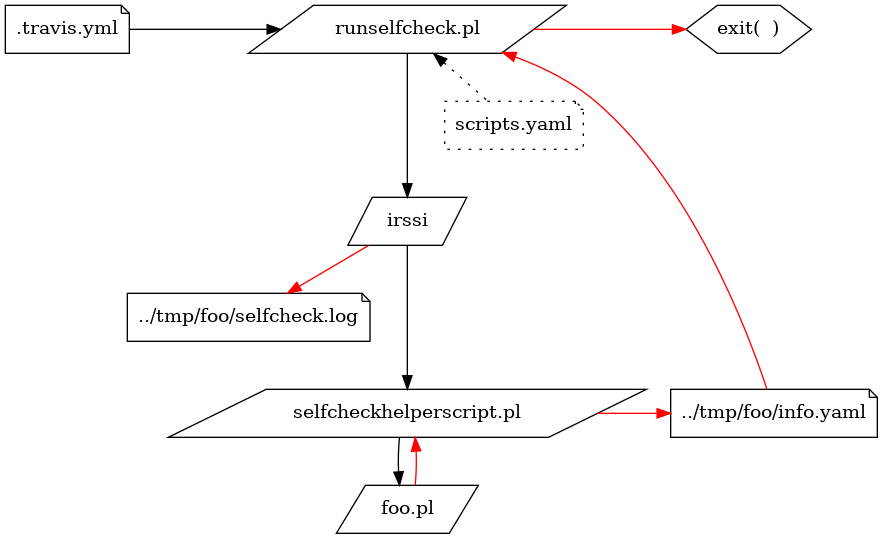 .travis.yml
runselfcheck.pl
exit(  )
scripts.yaml
irssi
../tmp/foo/selfcheck.log
selfcheckhelperscript.pl
../tmp/foo/info.yaml
foo.pl